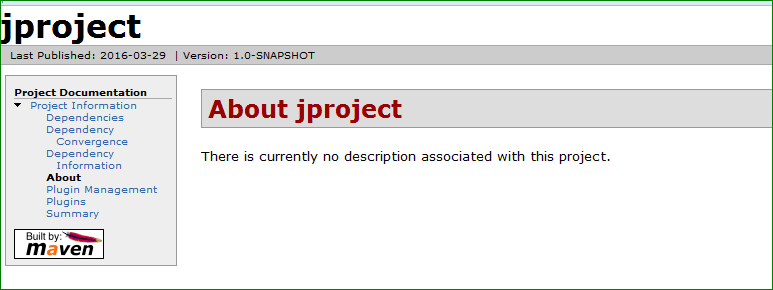 jproject
Last Published: 2016-03-29 | Version: 1.0-SNAPSHOT
Project Documentation
Project Information
Dependencies
Dependency
Convergence
Dependency
Information
About
Plugin Management
Plugins
Summary
Built by:
maven
About jproject
There is currently no description associated with this project.